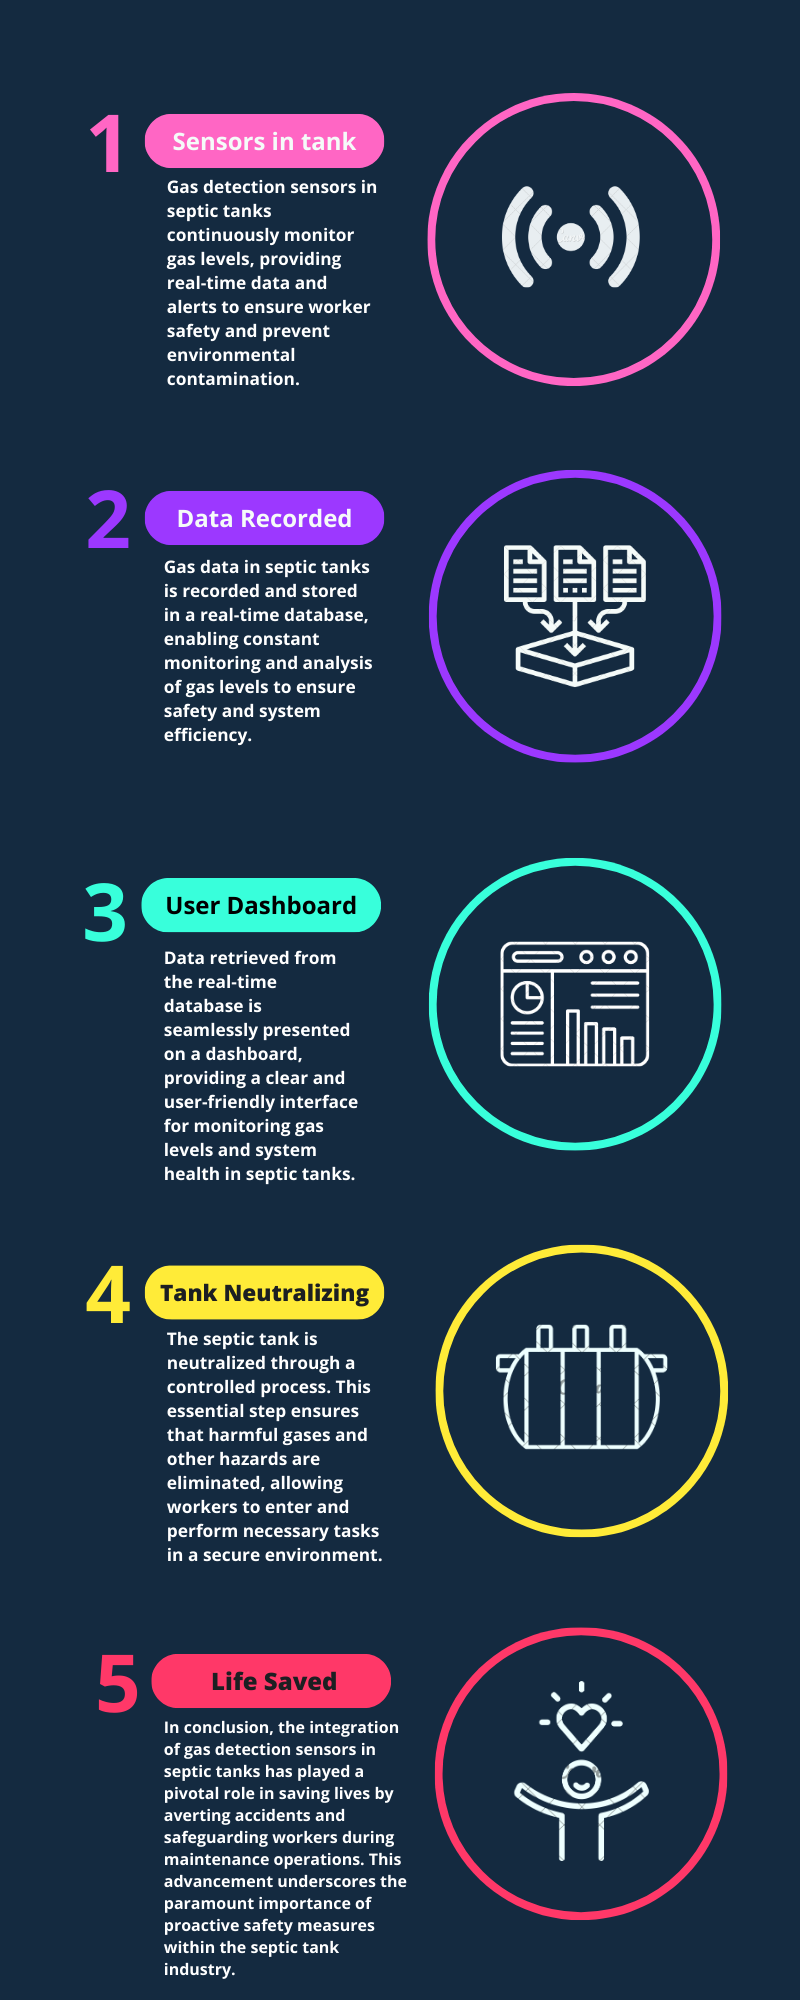 1
Sensors in tank
Gas detection sensors in
septic tanks
continuously monitor
gas levels, providing
real-time data and
alerts to ensure worker
safety and prevent
environmental
contamination.
2
Data Recorded
Gas data in septic tanks
is recorded and stored
in a real-time database,
enabling constant
monitoring and analysis
of gas levels to ensure
safety and system
efficiency.
3
User Dashboard
Data retrieved from
the real-time
database is
seamlessly presented
on a dashboard,
providing a clear and
user-friendly interface
for monitoring gas
levels and system
health in septic tanks.
4
Tank Neutralizing
The septic tank is
neutralized through a
controlled process. This
essential step ensures
that harmful gases and
other hazards are
eliminated, allowing
workers to enter and
perform necessary tasks
in a secure environment.
5
Life Saved
In conclusion, the integration
of gas detection sensors in
septic tanks has played a
pivotal role in saving lives by
averting accidents and
safeguarding workers during
maintenance operations. This
advancement underscores the
paramount importance of
proactive safety measures
within the septic tank
industry.